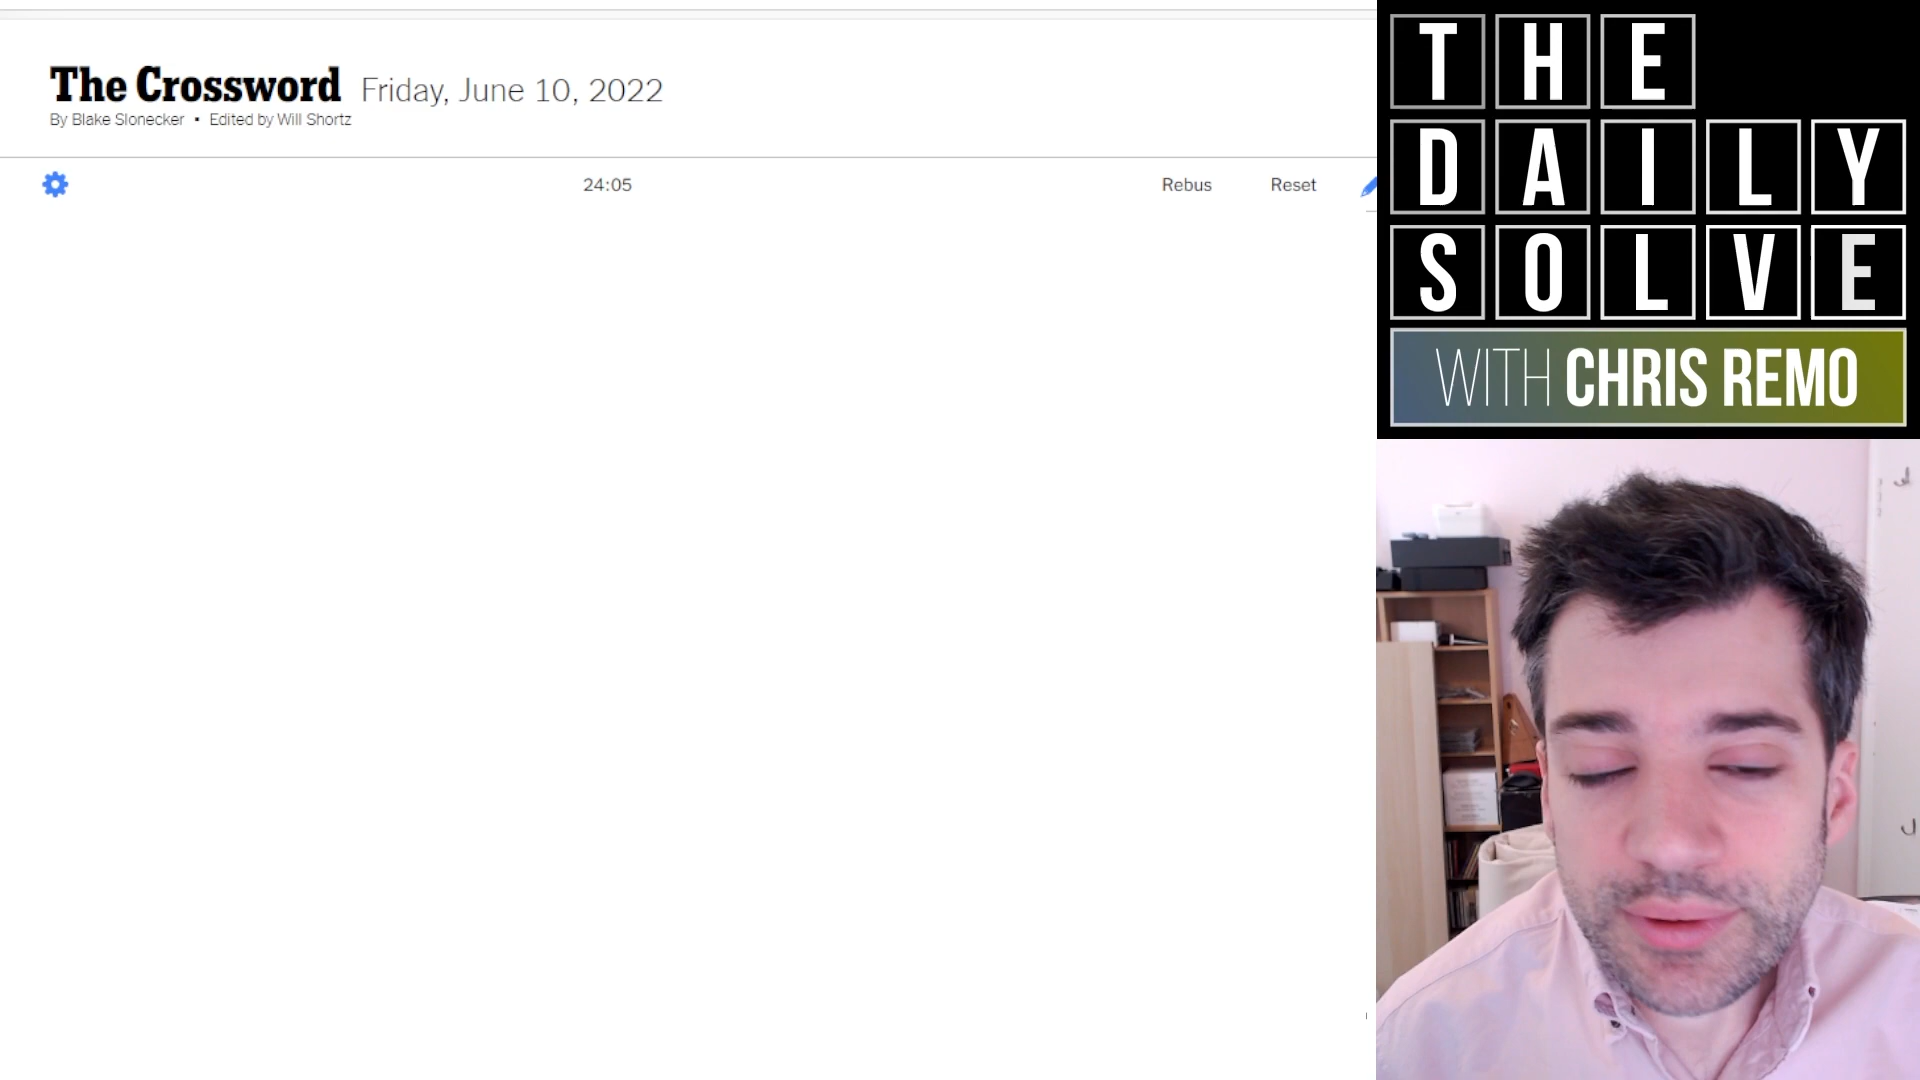 The Crossword Friday, June 10, 2022
By Blake Slonecker • Edited by Will Shortz
24:05 Rebus Reset
THE
DAILY
SOLVE
WITH CHRIS REMO